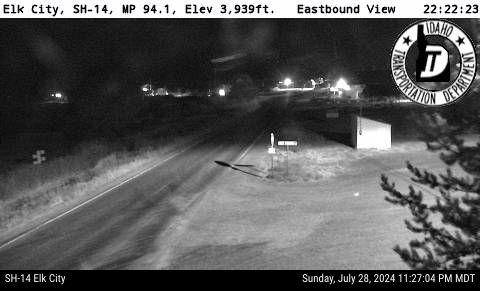 Elk City, SH-14, MP 94.1, Elev 3,939ft. Eastbound View 22:22:23
IDAHO
TRANSPORTATION DEPARTMENT
SH-14 Elk City Sunday, July 28, 2024 11:27:04 PM MDT